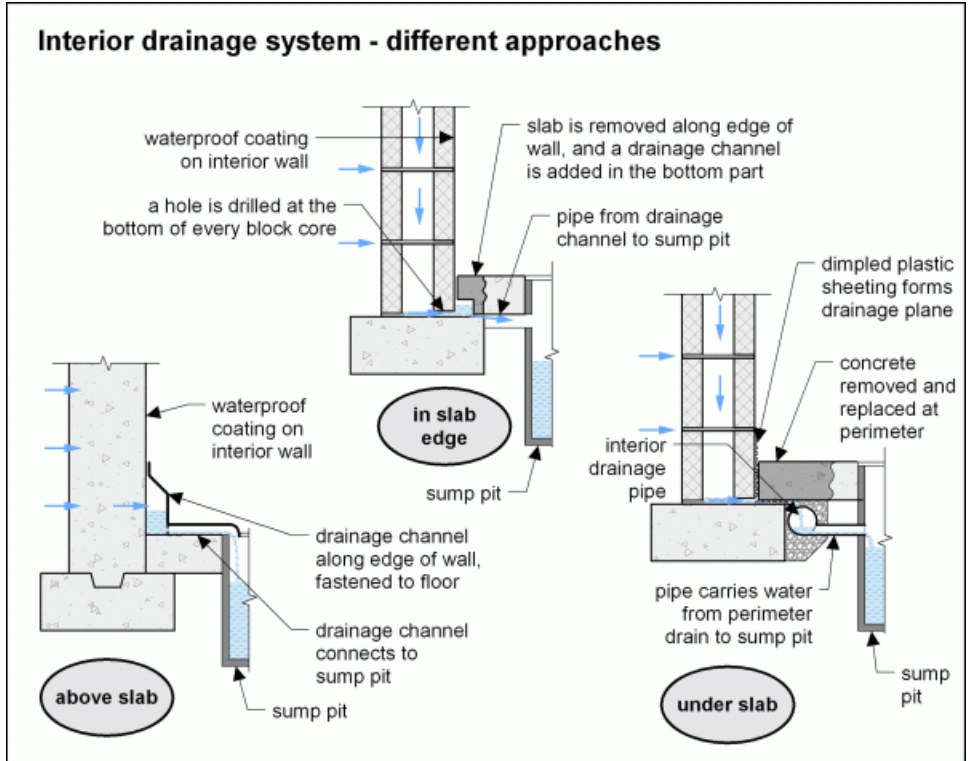 Interior drainage system - different approaches
waterproof coating
on interior wall
a hole is drilled at the
bottom of every block core
slab is removed along edge of
wall, and a drainage channel
is added in the bottom part
pipe from drainage
channel to sump pit
in slab
edge
sump pit
waterproof
coating on
interior wall
drainage channel
along edge of wall,
fastened to floor
drainage channel
connects to
sump pit
sump pit
above slab
dimpled plastic
sheeting forms
drainage plane
concrete
removed and
replaced at
perimeter
interior
drainage
pipe
pipe carries water
from perimeter
drain to sump pit
sump
pit
under slab